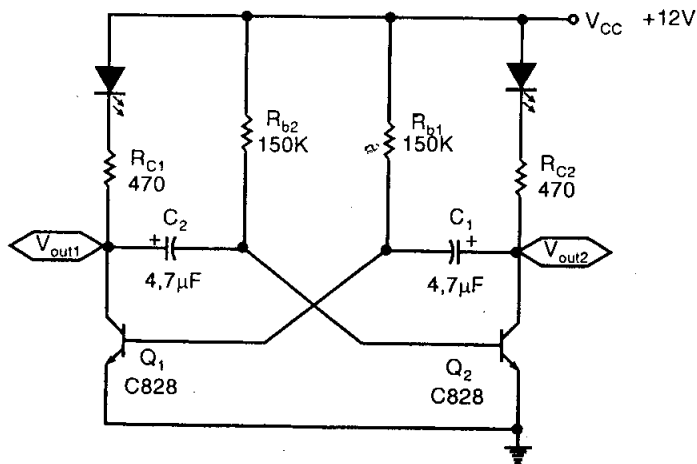 V_CC +12V
R_b2
150K
R_b1
150K
R_C1
470
R_C2
470
C_2
C_1
V_out1
V_out2
4,7μF
4,7μF
Q_1
C828
Q_2
C828